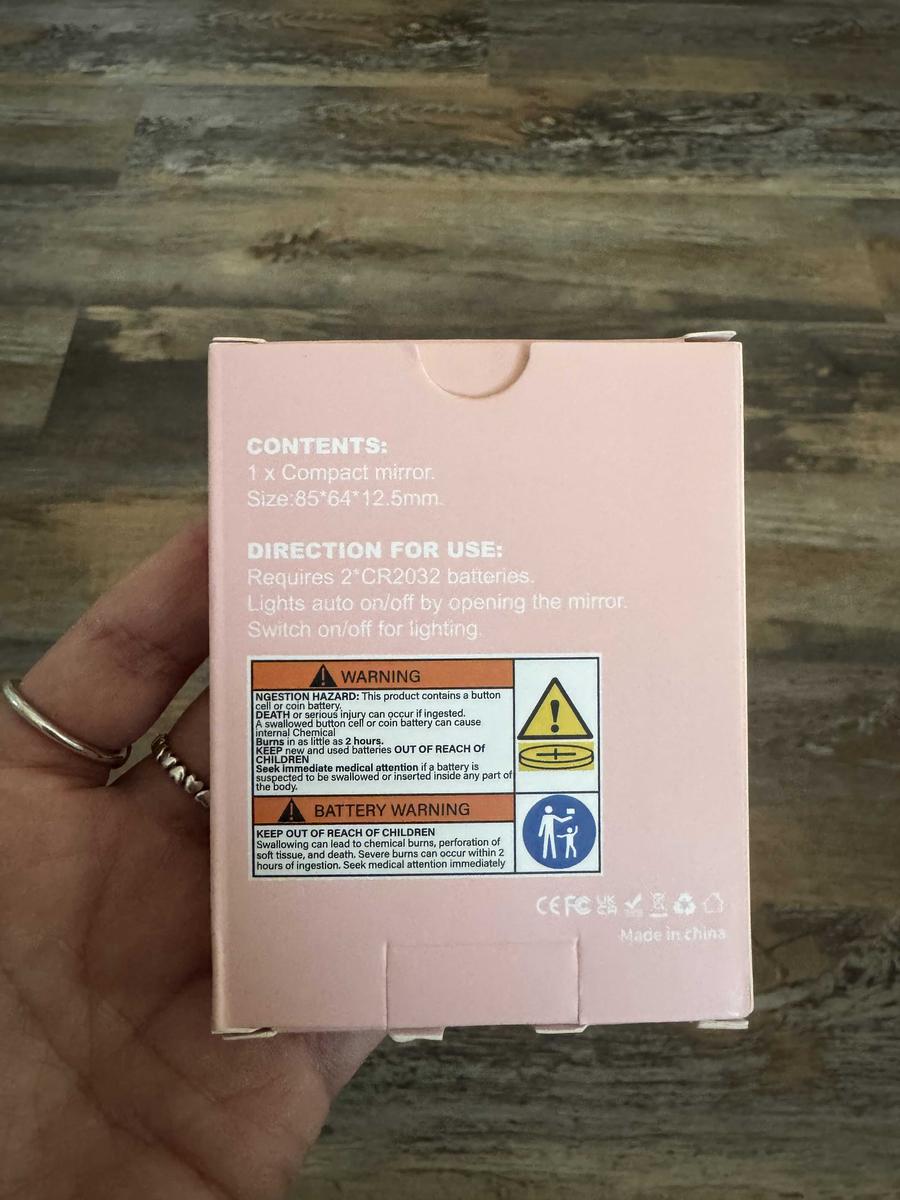 CONTENTS:
1 x Compact mirror.
Size:85*64*12.5mm.
DIRECTION FOR USE:
Requires 2*CR2032 batteries.
Lights auto on/off by opening the mirror.
Switch on/off for lighting.
WARNING
NGESTION HAZARD: This product contains a button
cell or coin battery.
DEATH or serious injury can occur if ingested.
A swallowed button cell or coin battery can cause
internal Chemical
Burns in as little as 2 hours.
KEEP new and used batteries OUT OF REACH OF
CHILDREN
Seek immediate medical attention if a battery is
suspected to be swallowed or inserted inside any part of
the body.
BATTERY WARNING
KEEP OUT OF REACH OF CHILDREN
Swallowing can lead to chemical burns, perforation of
soft tissue, and death. Severe burns can occur within 2
hours of ingestion. Seek medical attention immediately
CE FC UK CA
Made in china